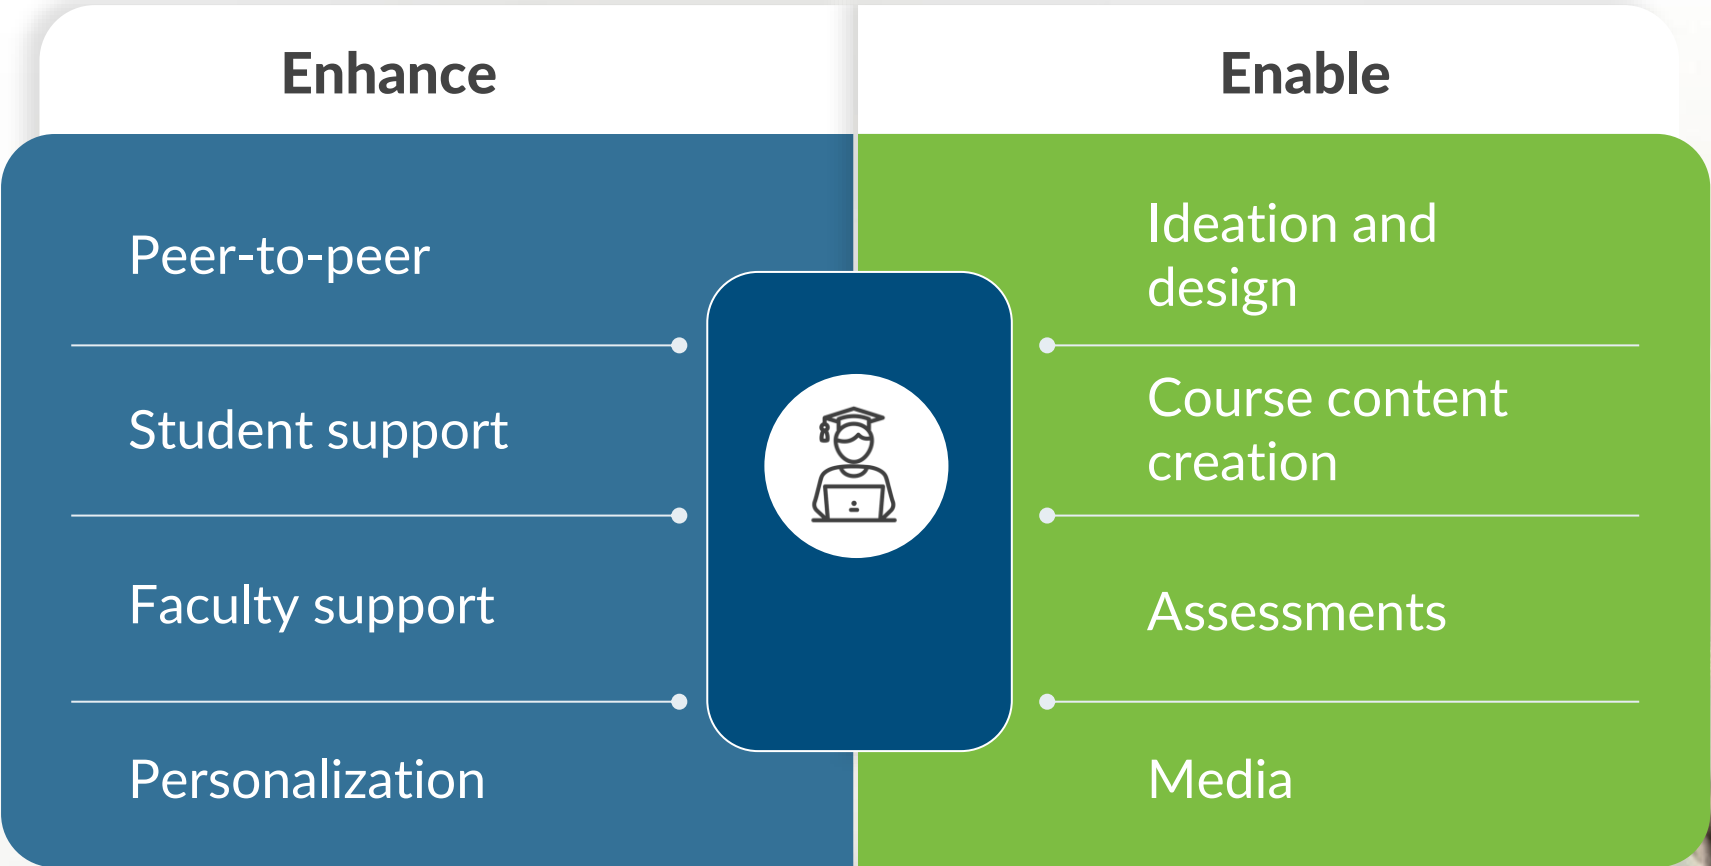 Enhance
Peer-to-peer
Student support
Faculty support
Personalization
Enable
Ideation and
design
Course content
creation
Assessments
Media